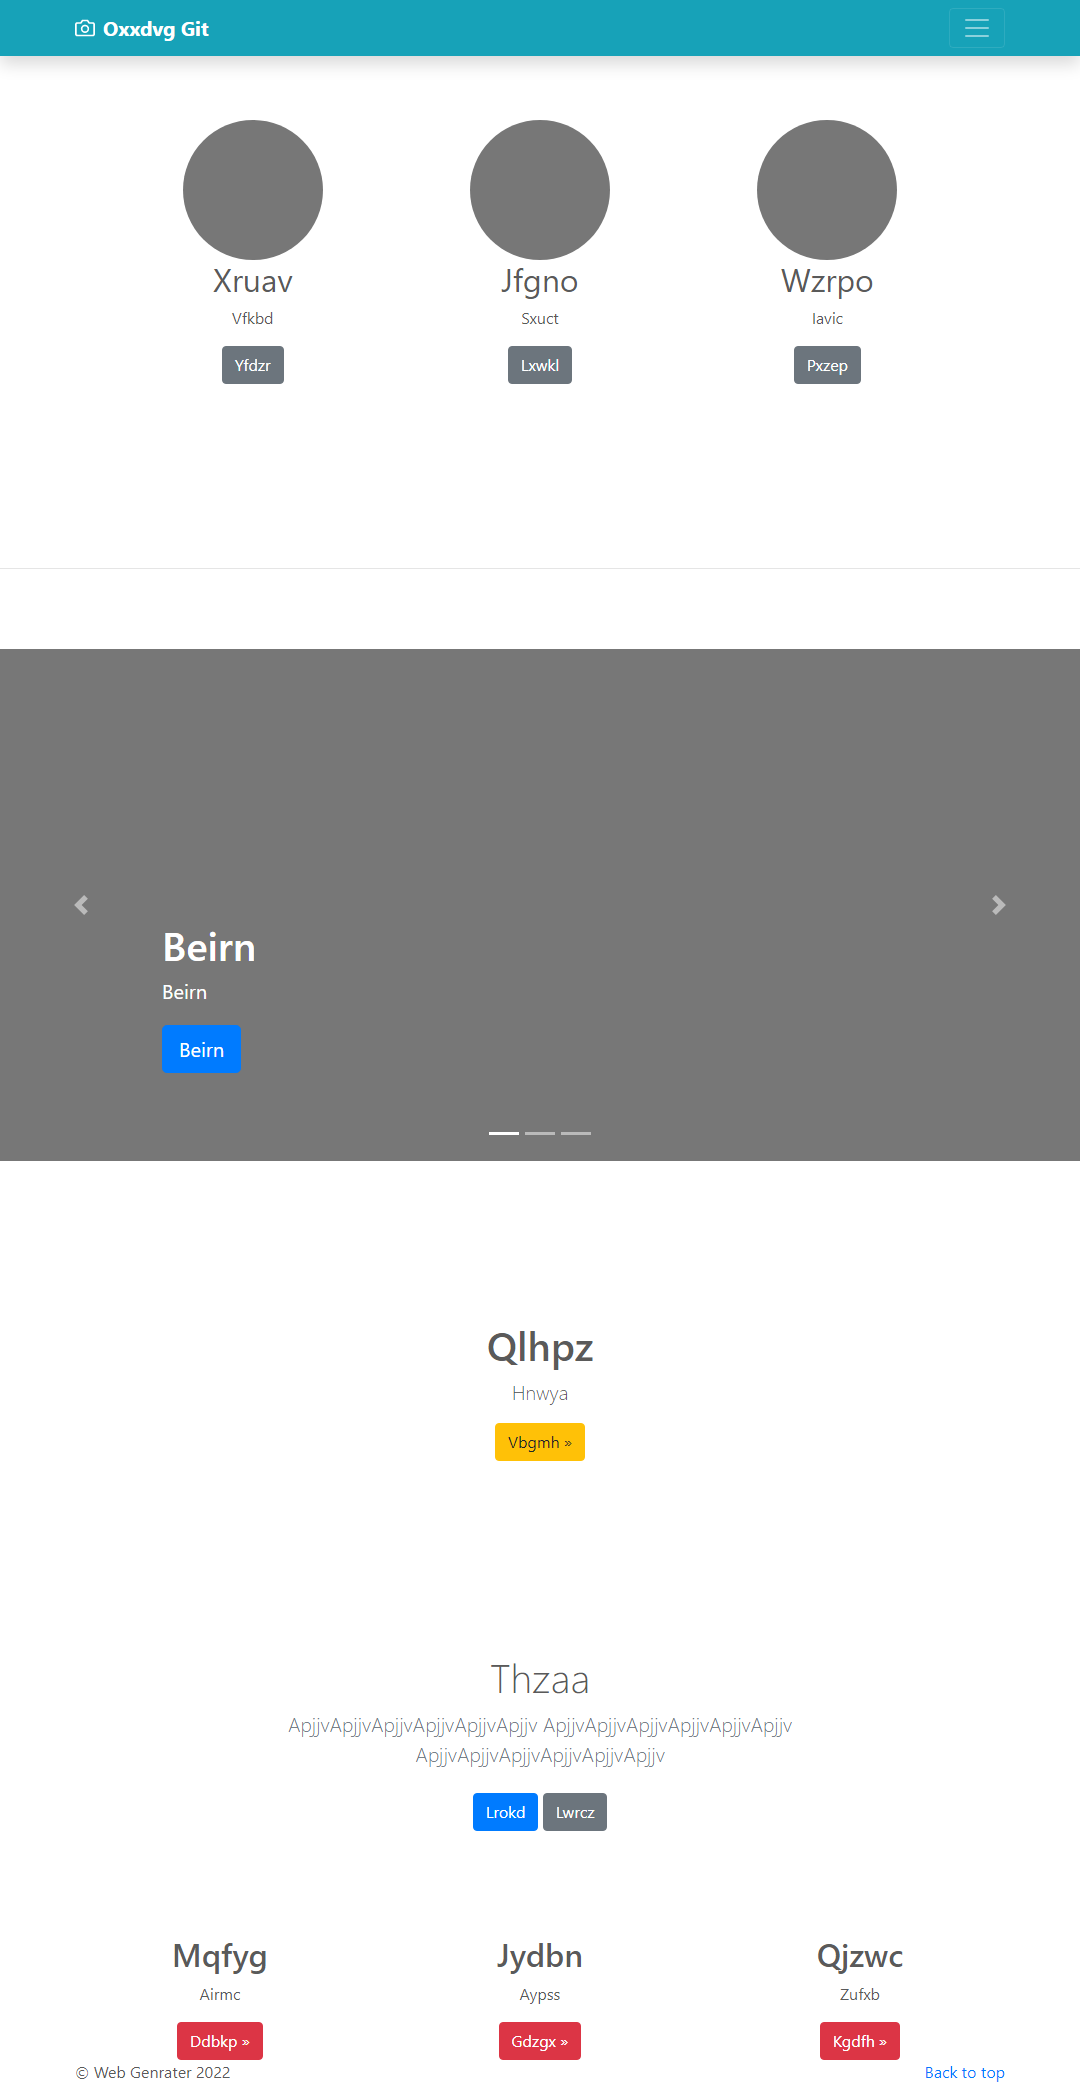 Oxxdvg Git
Xruav
Jfgno
Wzrpo
Vfkbd
Sxuct
Iavic
Yfdzr
Lxwkl
Pxzep
Beirn
Beirn
Beirn
Qlhpz
Hnwya
Vbgmh »
Thzaa
ApjjvApjjvApjjvApjjvApjjvApjjv ApjjvApjjvApjjvApjjvApjjvApjjv
ApjjvApjjvApjjvApjjvApjjvApjjv
Lrokd Lwrcz
Mqfyg
Jydbn
Qjzwc
Airmc
Aypss
Zufxb
Ddbkp »
Gdzgx »
Kgdfh »
© Web Genrater 2022
Back to top